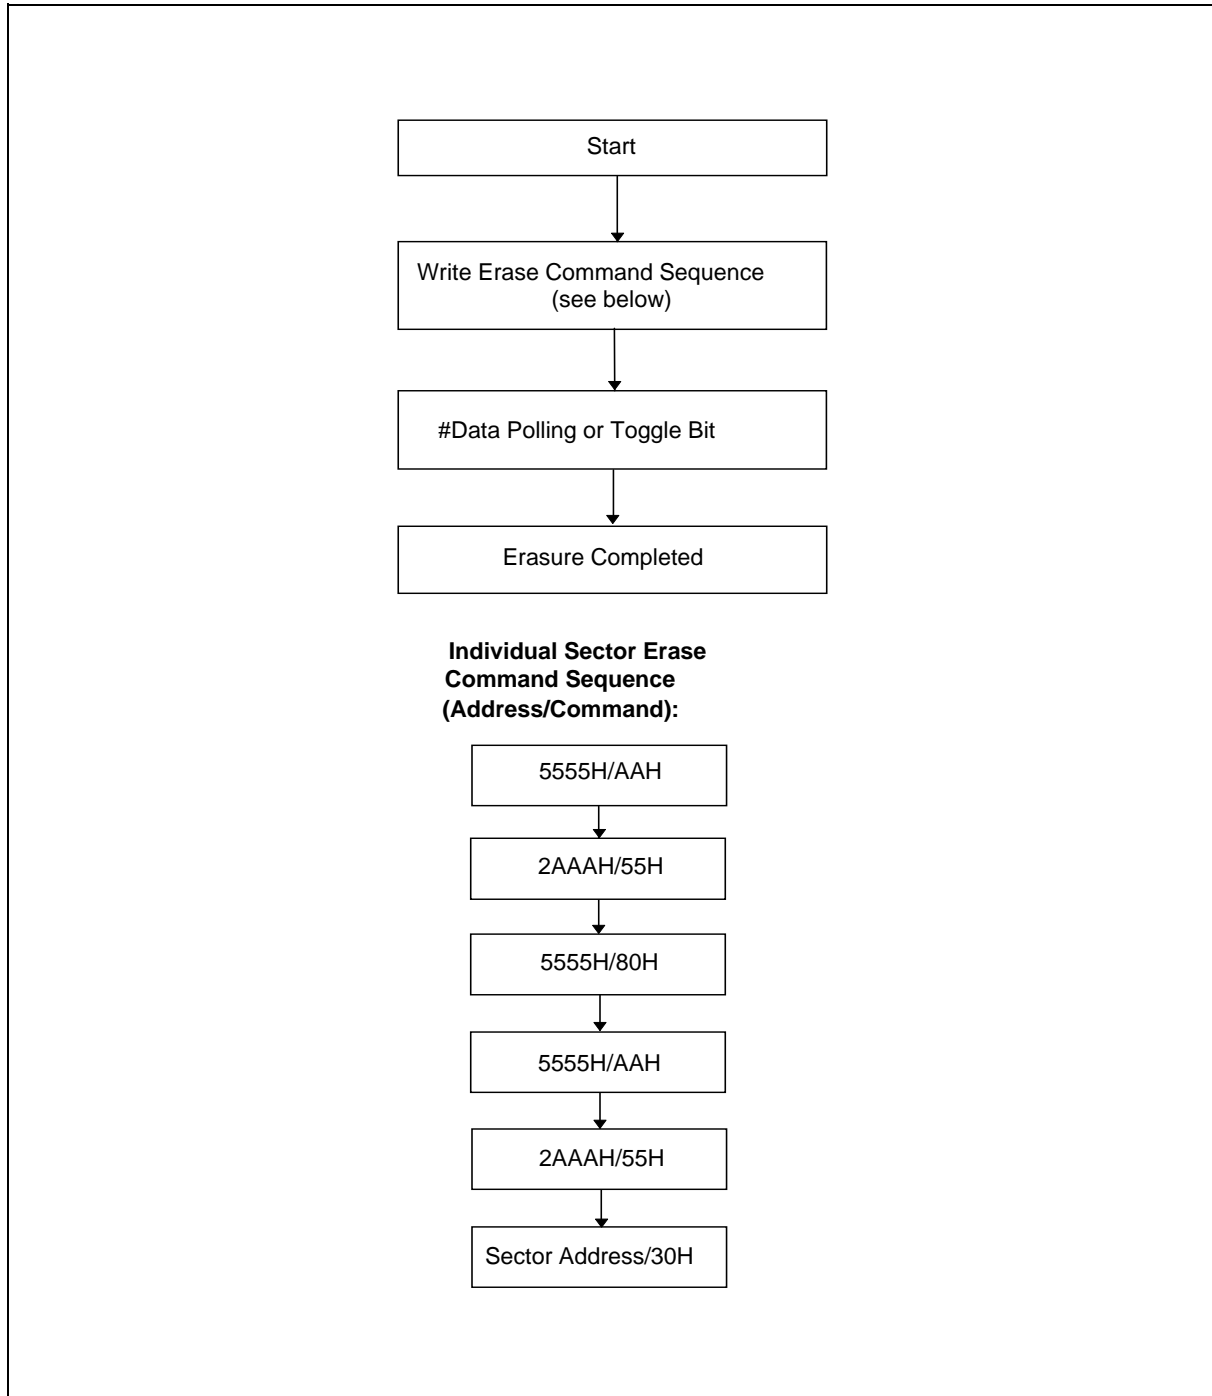 Start
Write Erase Command Sequence
(see below)
#Data Polling or Toggle Bit
Erasure Completed
Individual Sector Erase
Command Sequence
(Address/Command):
5555H/AAH
2AAAH/55H
5555H/80H
5555H/AAH
2AAAH/55H
Sector Address/30H